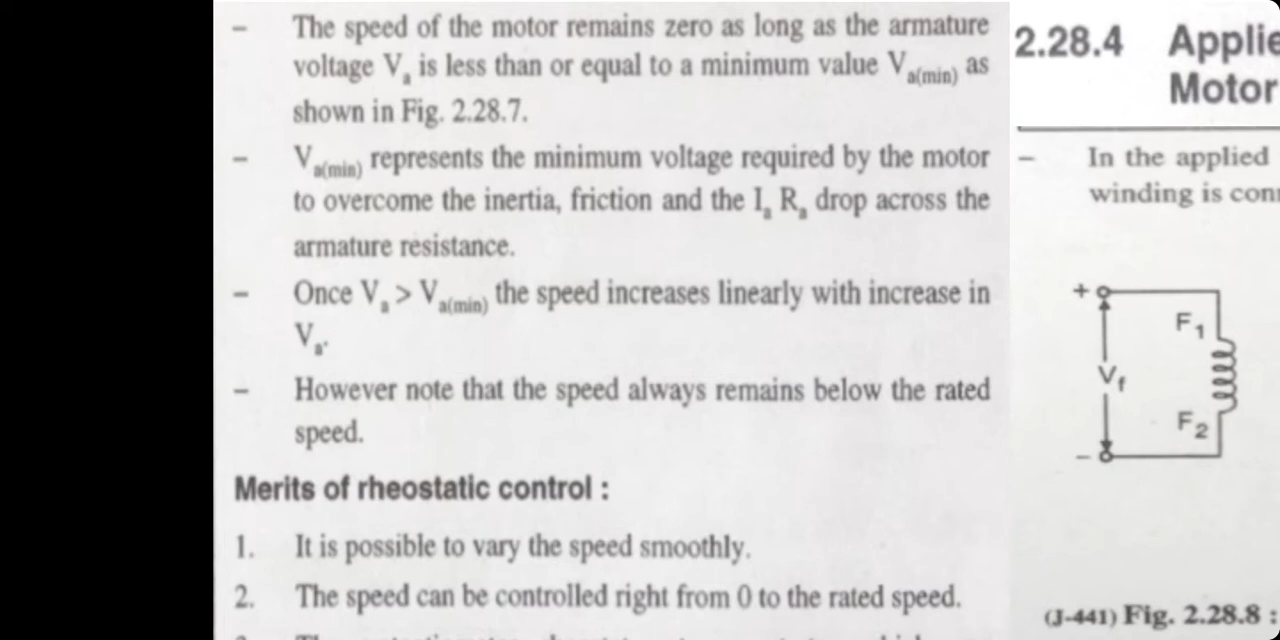 – The speed of the motor remains zero as long as the armature
voltage Va is less than or equal to a minimum value Va(min) as
shown in Fig. 2.28.7.
– Va(min) represents the minimum voltage required by the motor
to overcome the inertia, friction and the Ia Ra drop across the
armature resistance.
– Once Va > Va(min) the speed increases linearly with increase in
Va.
– However note that the speed always remains below the rated
speed.
Merits of rheostatic control :
1. It is possible to vary the speed smoothly.
2. The speed can be controlled right from 0 to the rated speed.
2.28.4 Applie
Motor
– In the applied
winding is con
+
F1
Vf
F2
–
(J-441) Fig. 2.28.8 :